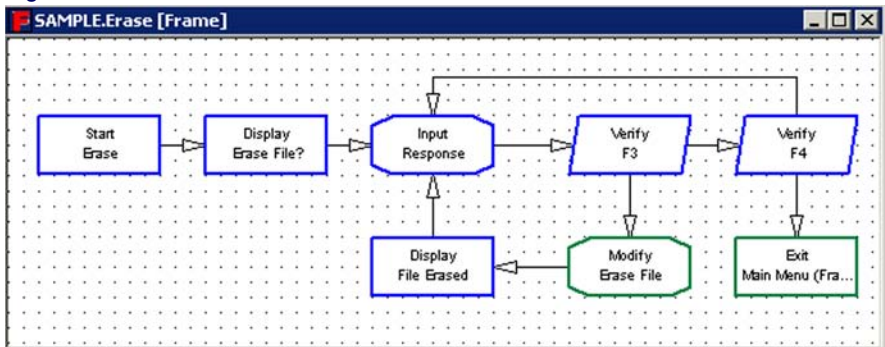 SAMPLE.Erase [Frame]
Start
Erase
Display
Erase File?
Input
Response
Verify
F3
Verify
F4
Display
File Erased
Modify
Erase File
Exit
Main Menu (Fra...